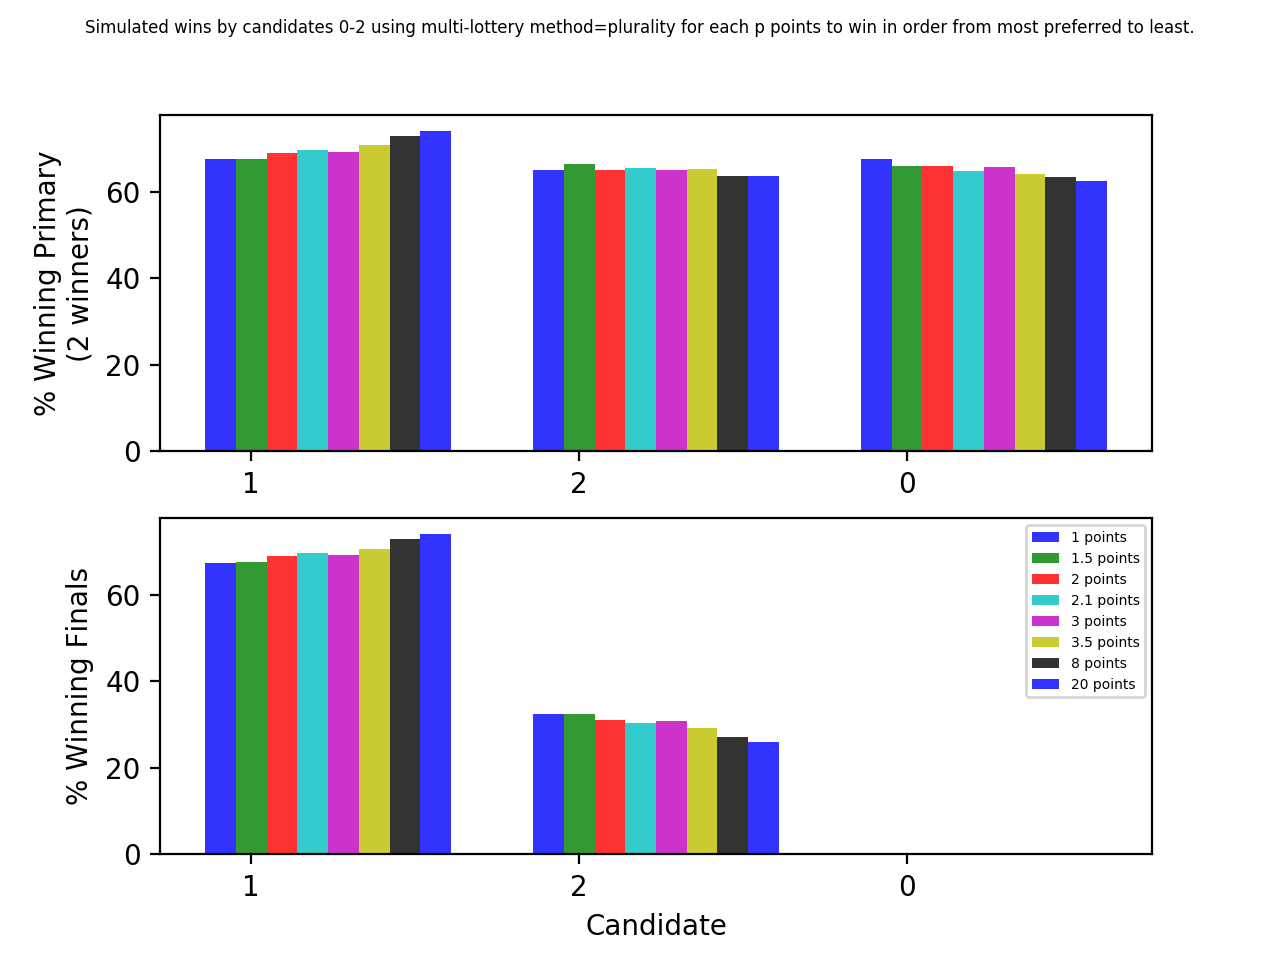 Simulated wins by candidates 0-2 using multi-lottery method=plurality for each p points to win in order from most preferred to least.
% Winning Primary
(2 winners)
60
40
20
0
1
2
0
% Winning Finals
60
40
20
0
1 points
1.5 points
2 points
2.1 points
3 points
3.5 points
8 points
20 points
1
2
0
Candidate